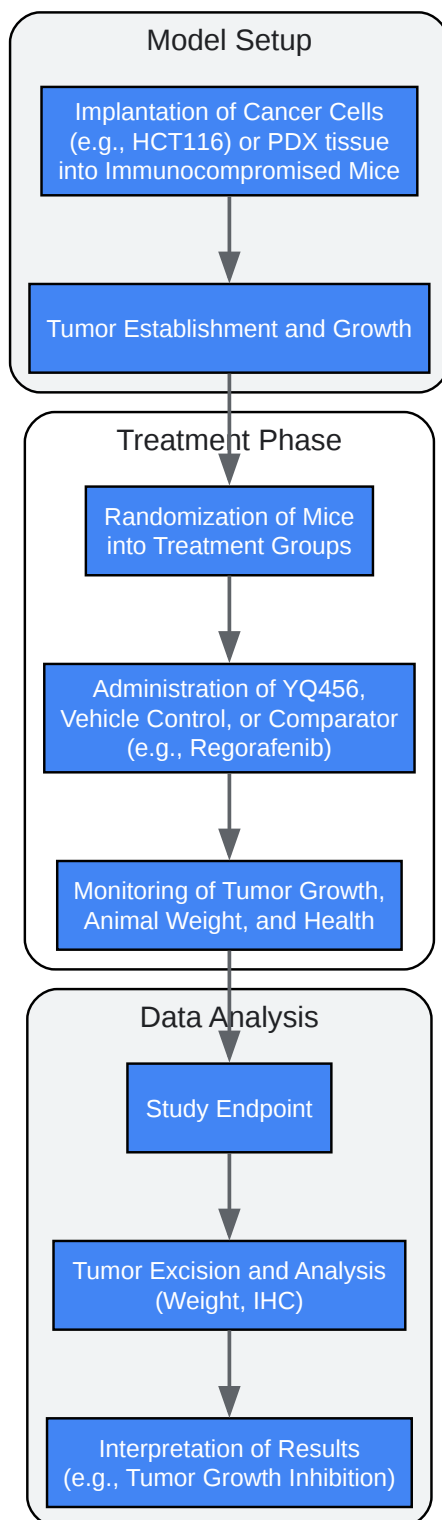 Model Setup
Implantation of Cancer Cells
(e.g., HCT116) or PDX tissue
into Immunocompromised Mice
Tumor Establishment and Growth
Treatment Phase
Randomization of Mice
into Treatment Groups
Administration of YQ456,
Vehicle Control, or Comparator
(e.g., Regorafenib)
Monitoring of Tumor Growth,
Animal Weight, and Health
Data Analysis
Study Endpoint
Tumor Excision and Analysis
(Weight, IHC)
Interpretation of Results
(e.g., Tumor Growth Inhibition)